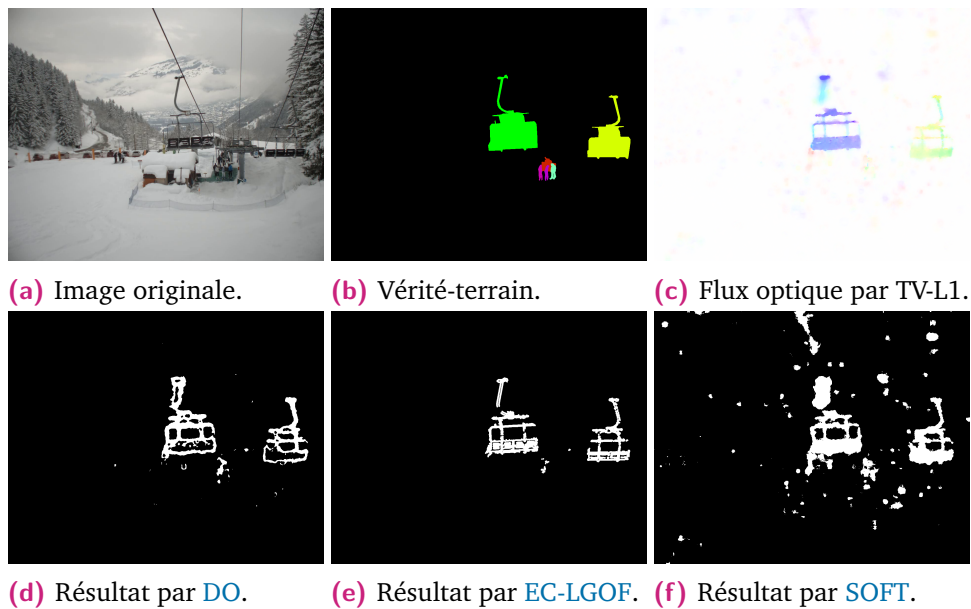 (a) Image originale.
(b) Vérité-terrain.
(c) Flux optique par TV-L1.
(d) Résultat par DO.
(e) Résultat par EC-LGOF.
(f) Résultat par SOFT.